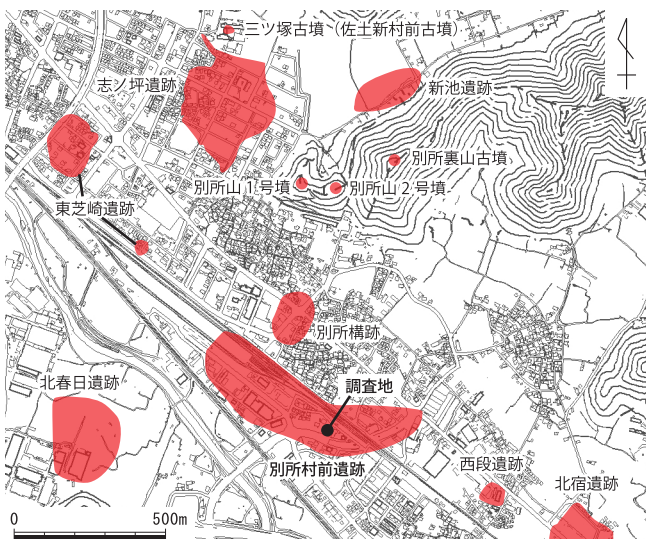 三ツ塚古墳（佐土新村前古墳）
志ノ坪遺跡
新池遺跡
別所裏山古墳
別所山１号墳
別所山２号墳
東芝崎遺跡
別所構跡
北春日遺跡
調査地
別所村前遺跡
西段遺跡
北宿遺跡
0
500m